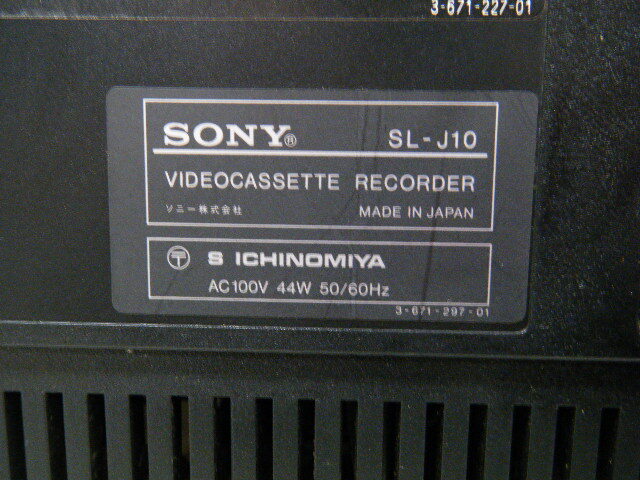 3-671-227-01
SONY® SL-J10
VIDEOCASSETTE RECORDER
ソニー株式会社 MADE IN JAPAN
〒 S ICHINOMIYA
AC100V 44W 50/60Hz
3-671-297-01